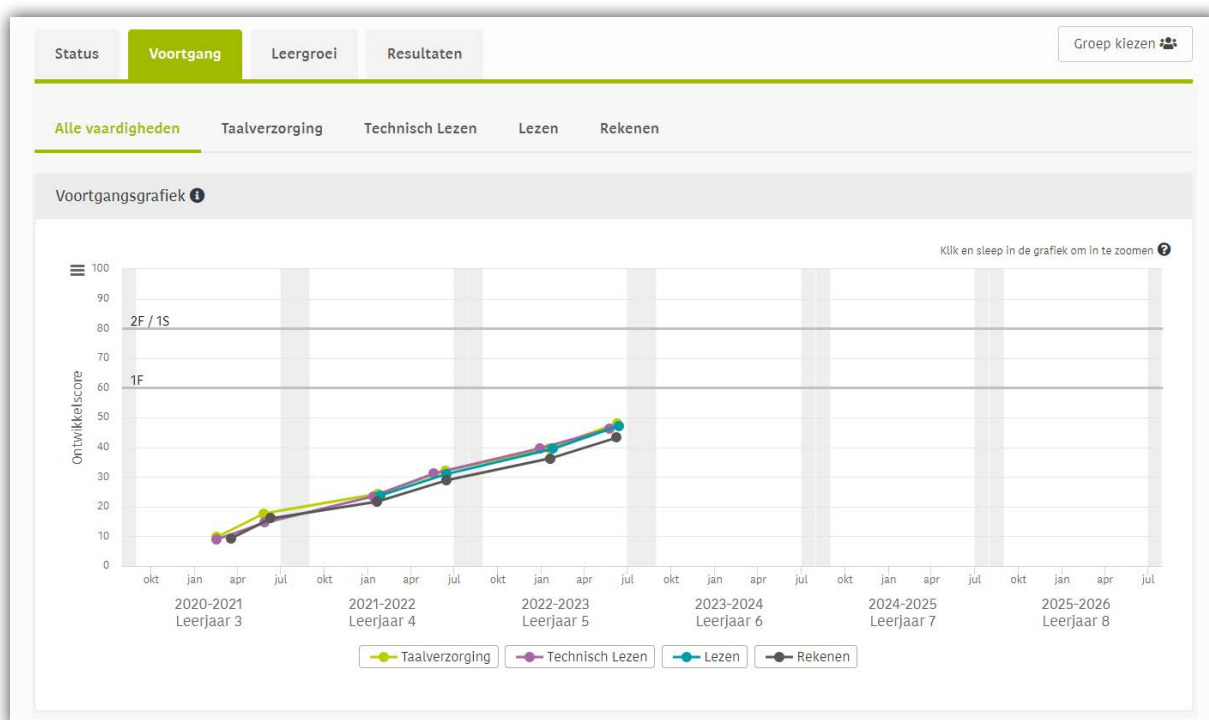 Status Voortgang Leergroei Resultaten Groep kiezen
Alle vaardigheden Taalverzorging Technisch Lezen Lezen Rekenen
Voortgangsgrafiek
Klik en sleep in de grafiek om in te zoomen
100
90
80
70
60
50
40
30
20
10
0
Ontwikkelscore
2F / 1S
1F
okt jan apr jul okt jan apr jul okt jan apr jul okt jan apr jul okt jan apr jul okt jan apr jul
2020-2021 2021-2022 2022-2023 2023-2024 2024-2025 2025-2026
Leerjaar 3 Leerjaar 4 Leerjaar 5 Leerjaar 6 Leerjaar 7 Leerjaar 8
Taalverzorging Technisch Lezen Lezen Rekenen